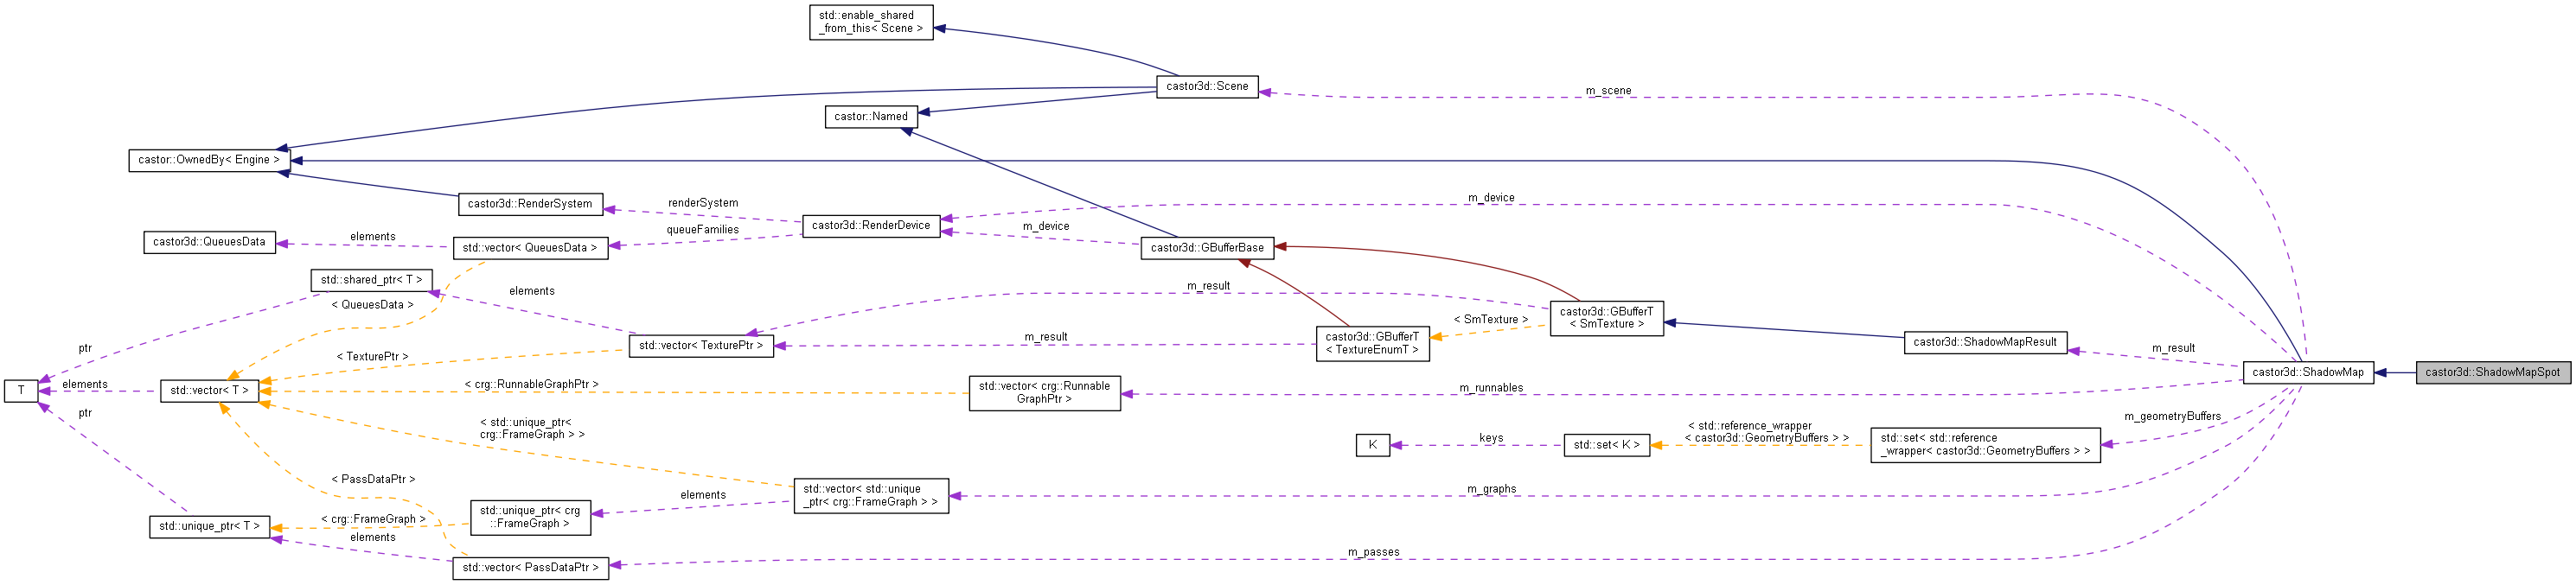 std::enable_shared
_from_this< Scene >
castor3d::Scene
m_scene
castor::Named
castor::OwnedBy< Engine >
castor3d::RenderSystem
renderSystem
m_device
castor3d::RenderDevice
m_device
castor3d::QueuesData
elements
std::vector< QueuesData >
queueFamilies
castor3d::GBufferBase
std::shared_ptr< T >
elements
m_result
< QueuesData >
castor3d::GBufferT
< SmTexture >
< SmTexture >
ptr
std::vector< TexturePtr >
m_result
castor3d::GBufferT
< TextureEnumT >
castor3d::ShadowMapResult
m_result
< TexturePtr >
castor3d::ShadowMap
castor3d::ShadowMapSpot
T
elements
std::vector< T >
< crg::RunnableGraphPtr >
std::vector< crg::Runnable
GraphPtr >
m_runnables
ptr
< std::unique_ptr<
crg::FrameGraph > >
K
keys
std::set< K >
< std::reference_wrapper
< castor3d::GeometryBuffers > >
std::set< std::reference
_wrapper< castor3d::GeometryBuffers > >
m_geometryBuffers
< PassDataPtr >
std::vector< std::unique
_ptr< crg::FrameGraph > >
m_graphs
elements
std::unique_ptr< crg
::FrameGraph >
< crg::FrameGraph >
std::unique_ptr< T >
elements
std::vector< PassDataPtr >
m_passes